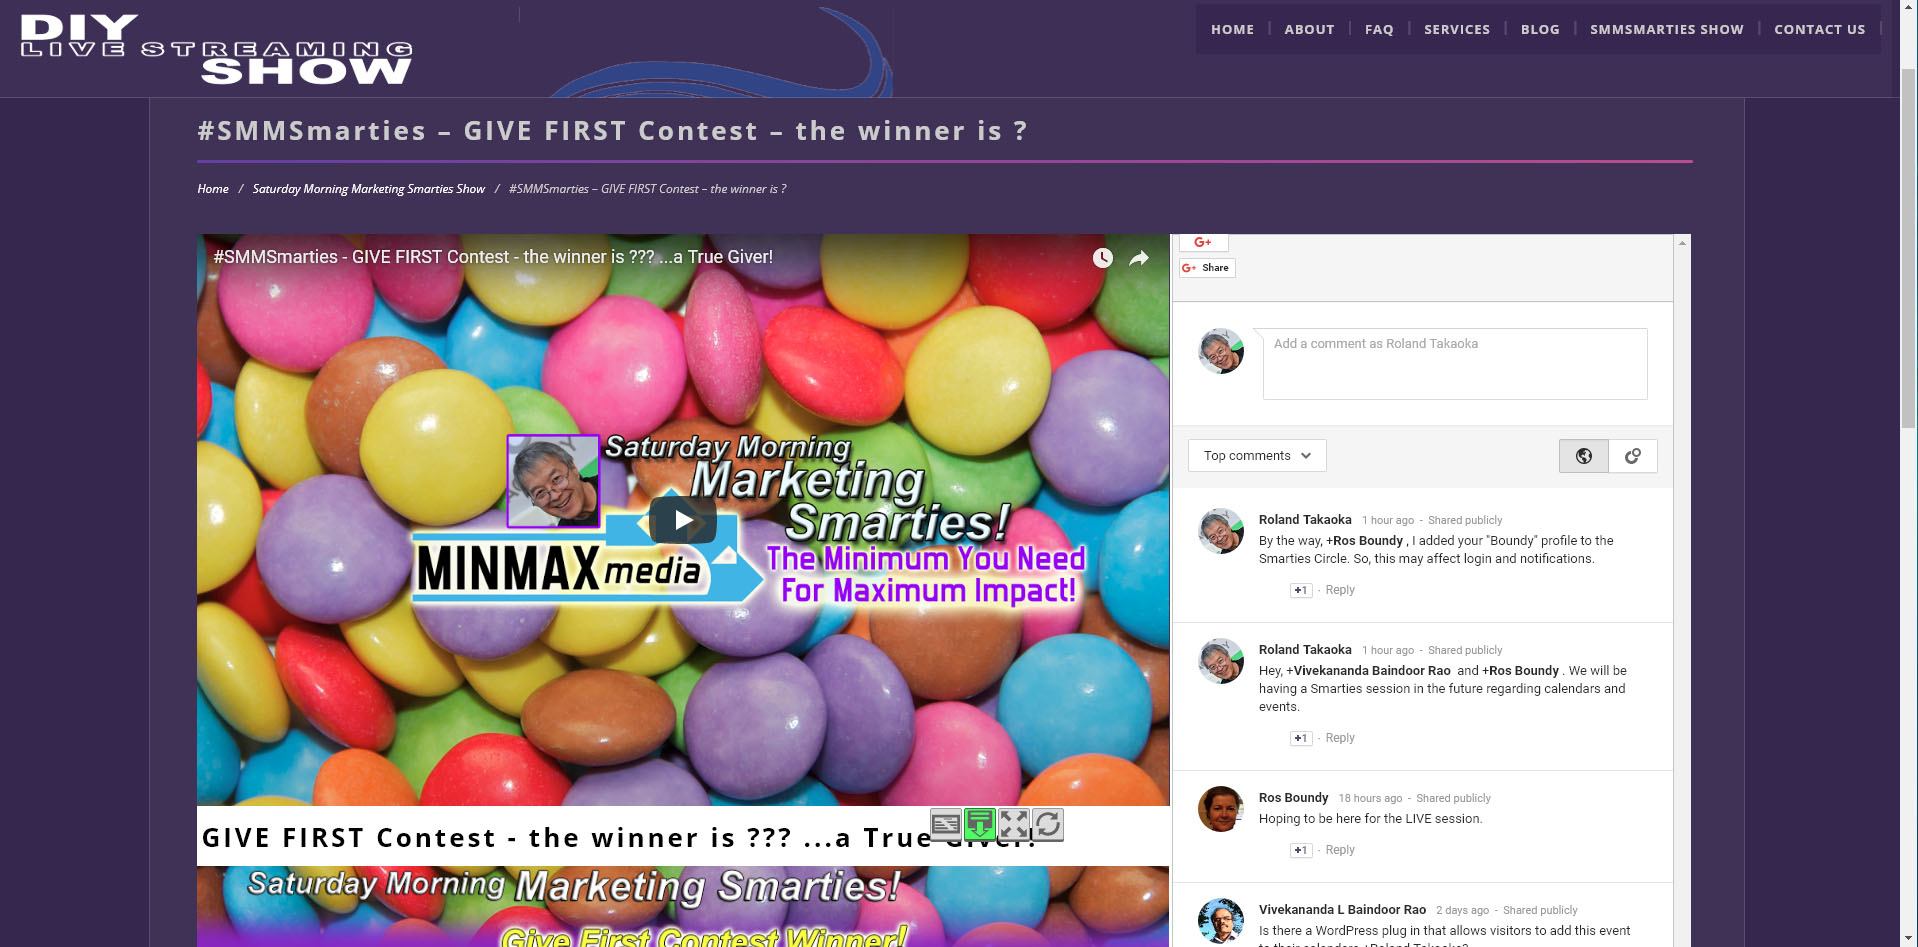 DIY
LIVE STREAMING
SHOW
HOME
ABOUT
FAQ
SERVICES
BLOG
SMMSMARTIES SHOW
CONTACT US
#SMMSmarties – GIVE FIRST Contest – the winner is ?
Home / Saturday Morning Marketing Smarties Show / #SMMSmarties – GIVE FIRST Contest – the winner is ?
#SMMSmarties - GIVE FIRST Contest - the winner is ??? ...a True Giver!
Saturday Morning
Marketing
Smarties!
MINMAX media
The Minimum You Need
For Maximum Impact!
GIVE FIRST Contest - the winner is ??? ...a True Giver!
Saturday Morning Marketing Smarties!
Give First Contest Winner!
G+
G+ Share
Add a comment as Roland Takaoka
Top comments
Roland Takaoka 1 hour ago - Shared publicly
By the way, +Ros Boundy , I added your "Boundy" profile to the
Smarties Circle. So, this may affect login and notifications.
+1 · Reply
Roland Takaoka 1 hour ago - Shared publicly
Hey, +Vivekananda Baindoor Rao and +Ros Boundy . We will be
having a Smarties session in the future regarding calendars and
events.
+1 · Reply
Ros Boundy 18 hours ago - Shared publicly
Hoping to be here for the LIVE session.
+1 · Reply
Vivekananda L Baindoor Rao 2 days ago - Shared publicly
Is there a WordPress plug in that allows visitors to add this event
to their calendars +Roland Takaoka?